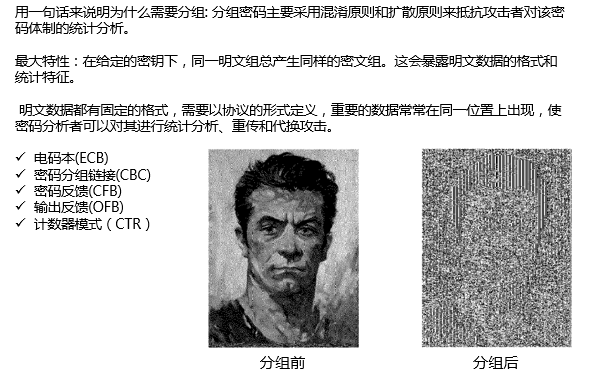 用一句话来说明为什么需要分组: 分组密码主要采用混淆原则和扩散原则来抵抗攻击者对该密
码体制的统计分析。
最大特性：在给定的密钥下，同一明文组总产生同样的密文组。这会暴露明文数据的格式和
统计特征。
明文数据都有固定的格式，需要以协议的形式定义，重要的数据常常在同一位置上出现，使
密码分析者可以对其进行统计分析、重传和代换攻击。
✓ 电码本(ECB)
✓ 密码分组链接(CBC)
✓ 密码反馈(CFB)
✓ 输出反馈(OFB)
✓ 计数器模式（CTR）
分组前
分组后